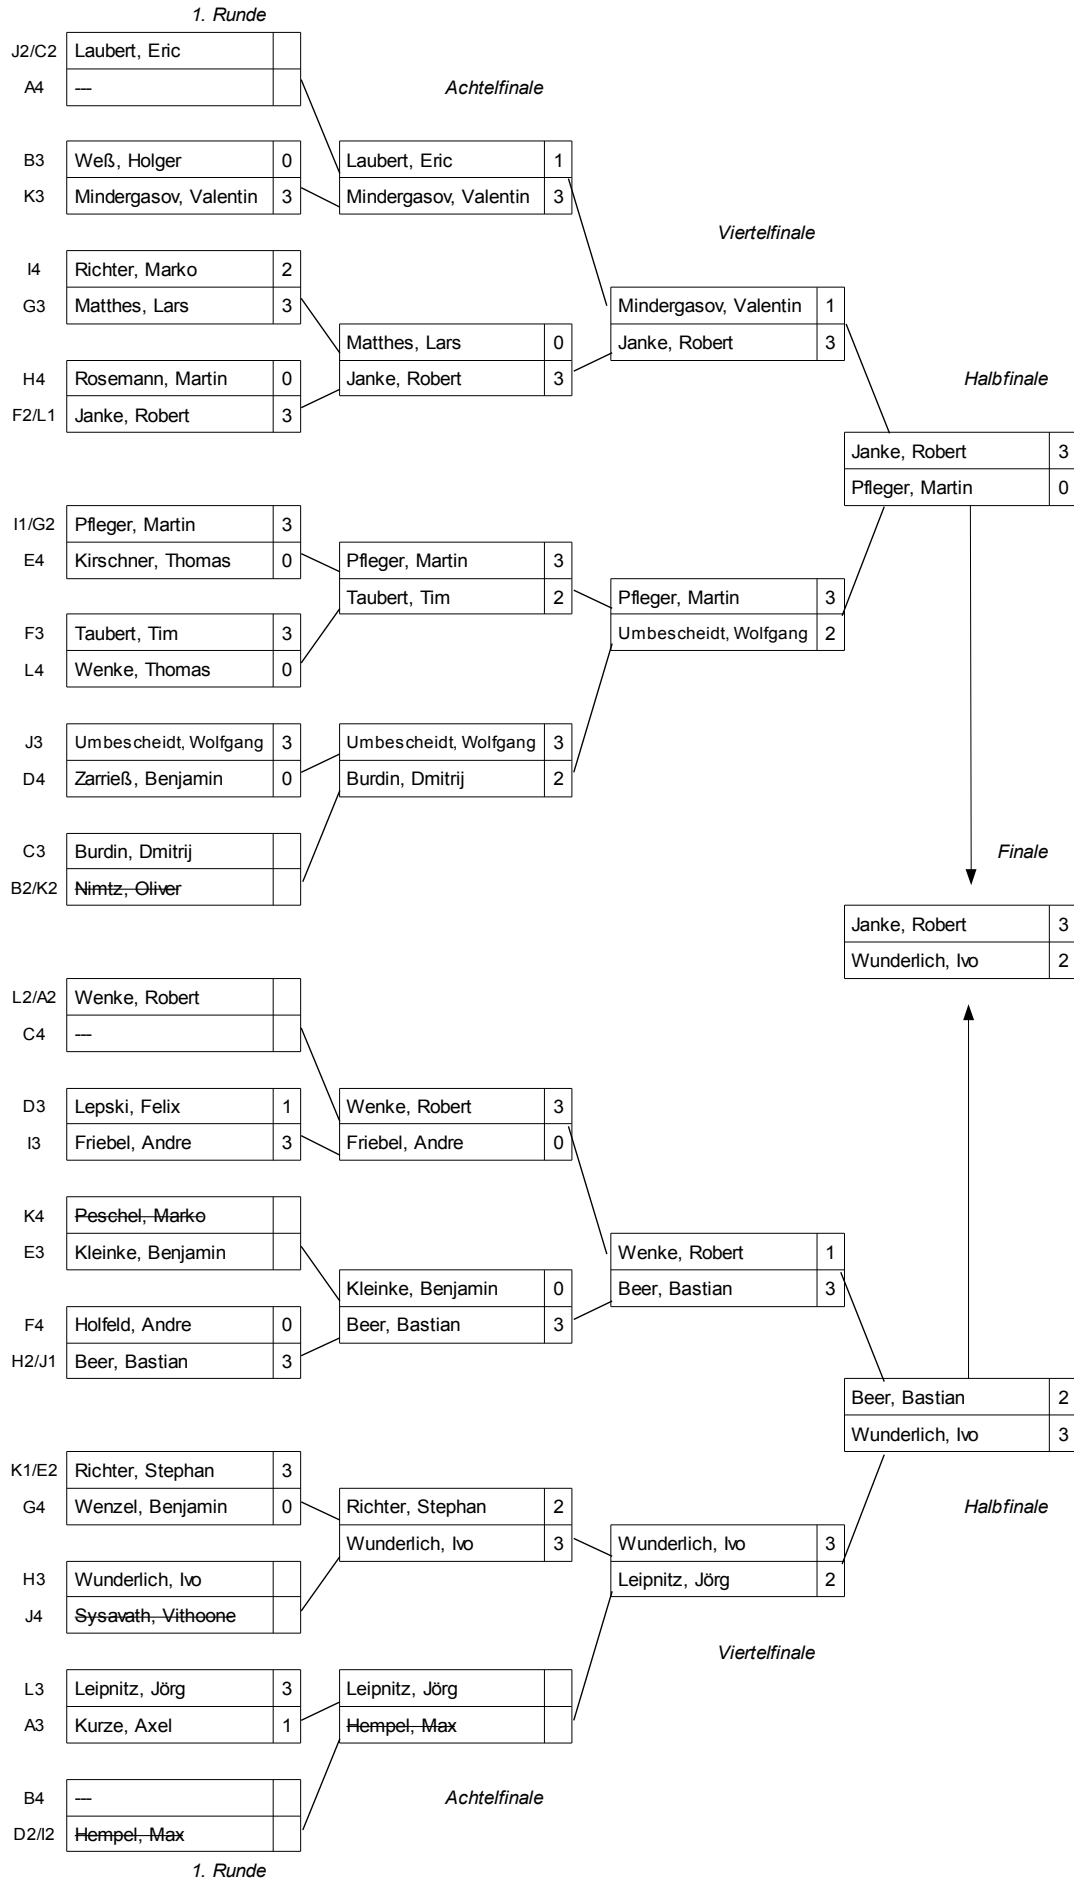 1. Runde
J2/C2 Laubert, Eric
A4 ---
Achtelfinale
B3 Weß, Holger 0
K3 Mindergasov, Valentin 3
Laubert, Eric 1
Mindergasov, Valentin 3
Viertelfinale
I4 Richter, Marko 2
G3 Matthes, Lars 3
Mindergasov, Valentin 1
Janke, Robert 3
Matthes, Lars 0
Janke, Robert 3
H4 Rosemann, Martin 0
F2/L1 Janke, Robert 3
Halbfinale
Janke, Robert 3
Pfleger, Martin 0
I1/G2 Pfleger, Martin 3
E4 Kirschner, Thomas 0
Pfleger, Martin 3
Taubert, Tim 2
Pfleger, Martin 3
Umbescheidt, Wolfgang 2
F3 Taubert, Tim 3
L4 Wenke, Thomas 0
J3 Umbescheidt, Wolfgang 3
D4 Zarrieß, Benjamin 0
Umbescheidt, Wolfgang 3
Burdin, Dmitrij 2
C3 Burdin, Dmitrij
B2/K2 Nimtz, Oliver
Finale
Janke, Robert 3
Wunderlich, Ivo 2
L2/A2 Wenke, Robert
C4 ---
D3 Lepski, Felix 1
I3 Friebel, Andre 3
Wenke, Robert 3
Friebel, Andre 0
K4 Peschel, Marko
E3 Kleinke, Benjamin
Wenke, Robert 1
Beer, Bastian 3
Kleinke, Benjamin 0
Beer, Bastian 3
F4 Holfeld, Andre 0
H2/J1 Beer, Bastian 3
Beer, Bastian 2
Wunderlich, Ivo 3
K1/E2 Richter, Stephan 3
G4 Wenzel, Benjamin 0
Richter, Stephan 2
Wunderlich, Ivo 3
Halbfinale
Wunderlich, Ivo 3
Leipnitz, Jörg 2
H3 Wunderlich, Ivo
J4 Sysavath, Vithoone
Viertelfinale
L3 Leipnitz, Jörg 3
A3 Kurze, Axel 1
Leipnitz, Jörg
Hempel, Max
B4 ---
D2/I2 Hempel, Max
Achtelfinale
1. Runde